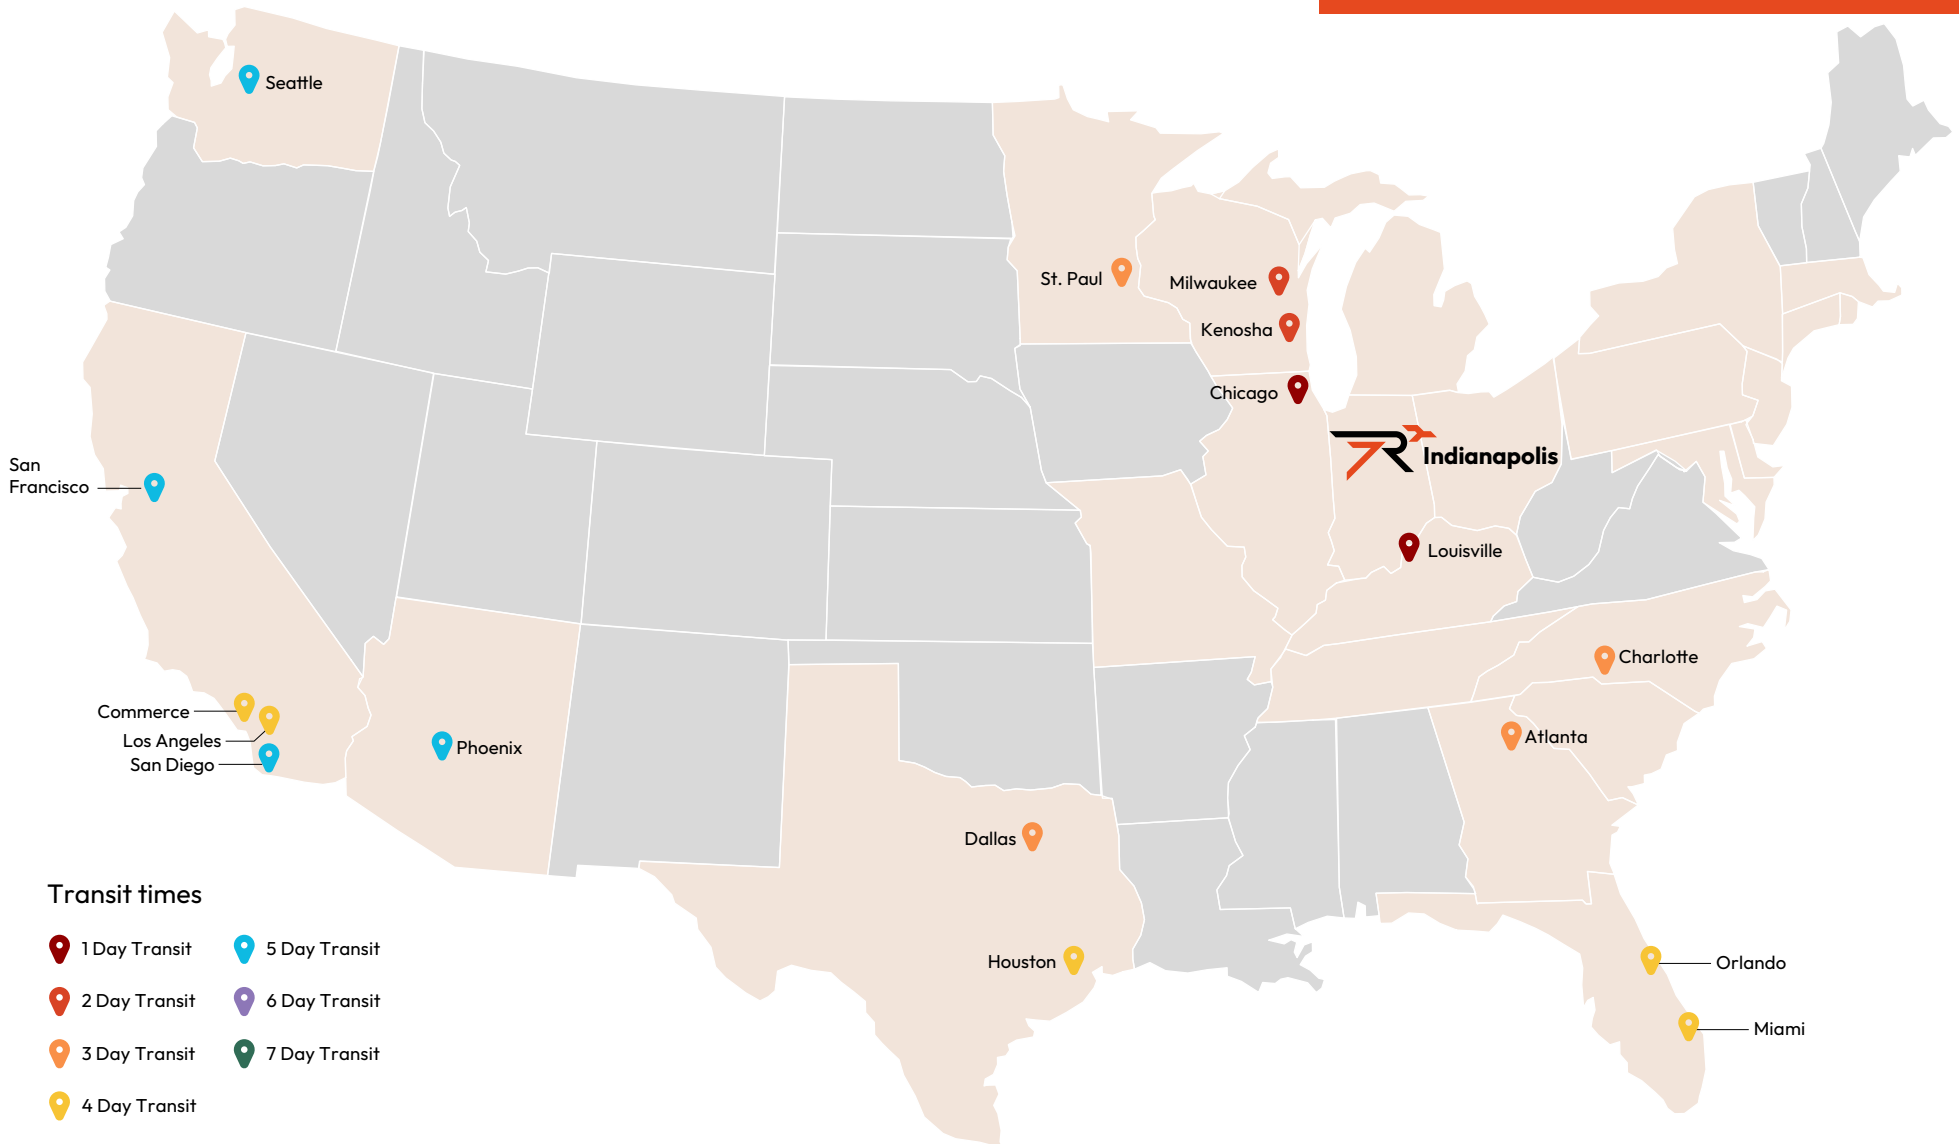 Seattle
St. Paul
Milwaukee
Kenosha
Chicago
Indianapolis
San
Francisco
Louisville
Charlotte
Commerce
Los Angeles
San Diego
Phoenix
Atlanta
Dallas
Houston
Orlando
Miami
Transit times
1 Day Transit
2 Day Transit
3 Day Transit
4 Day Transit
5 Day Transit
6 Day Transit
7 Day Transit